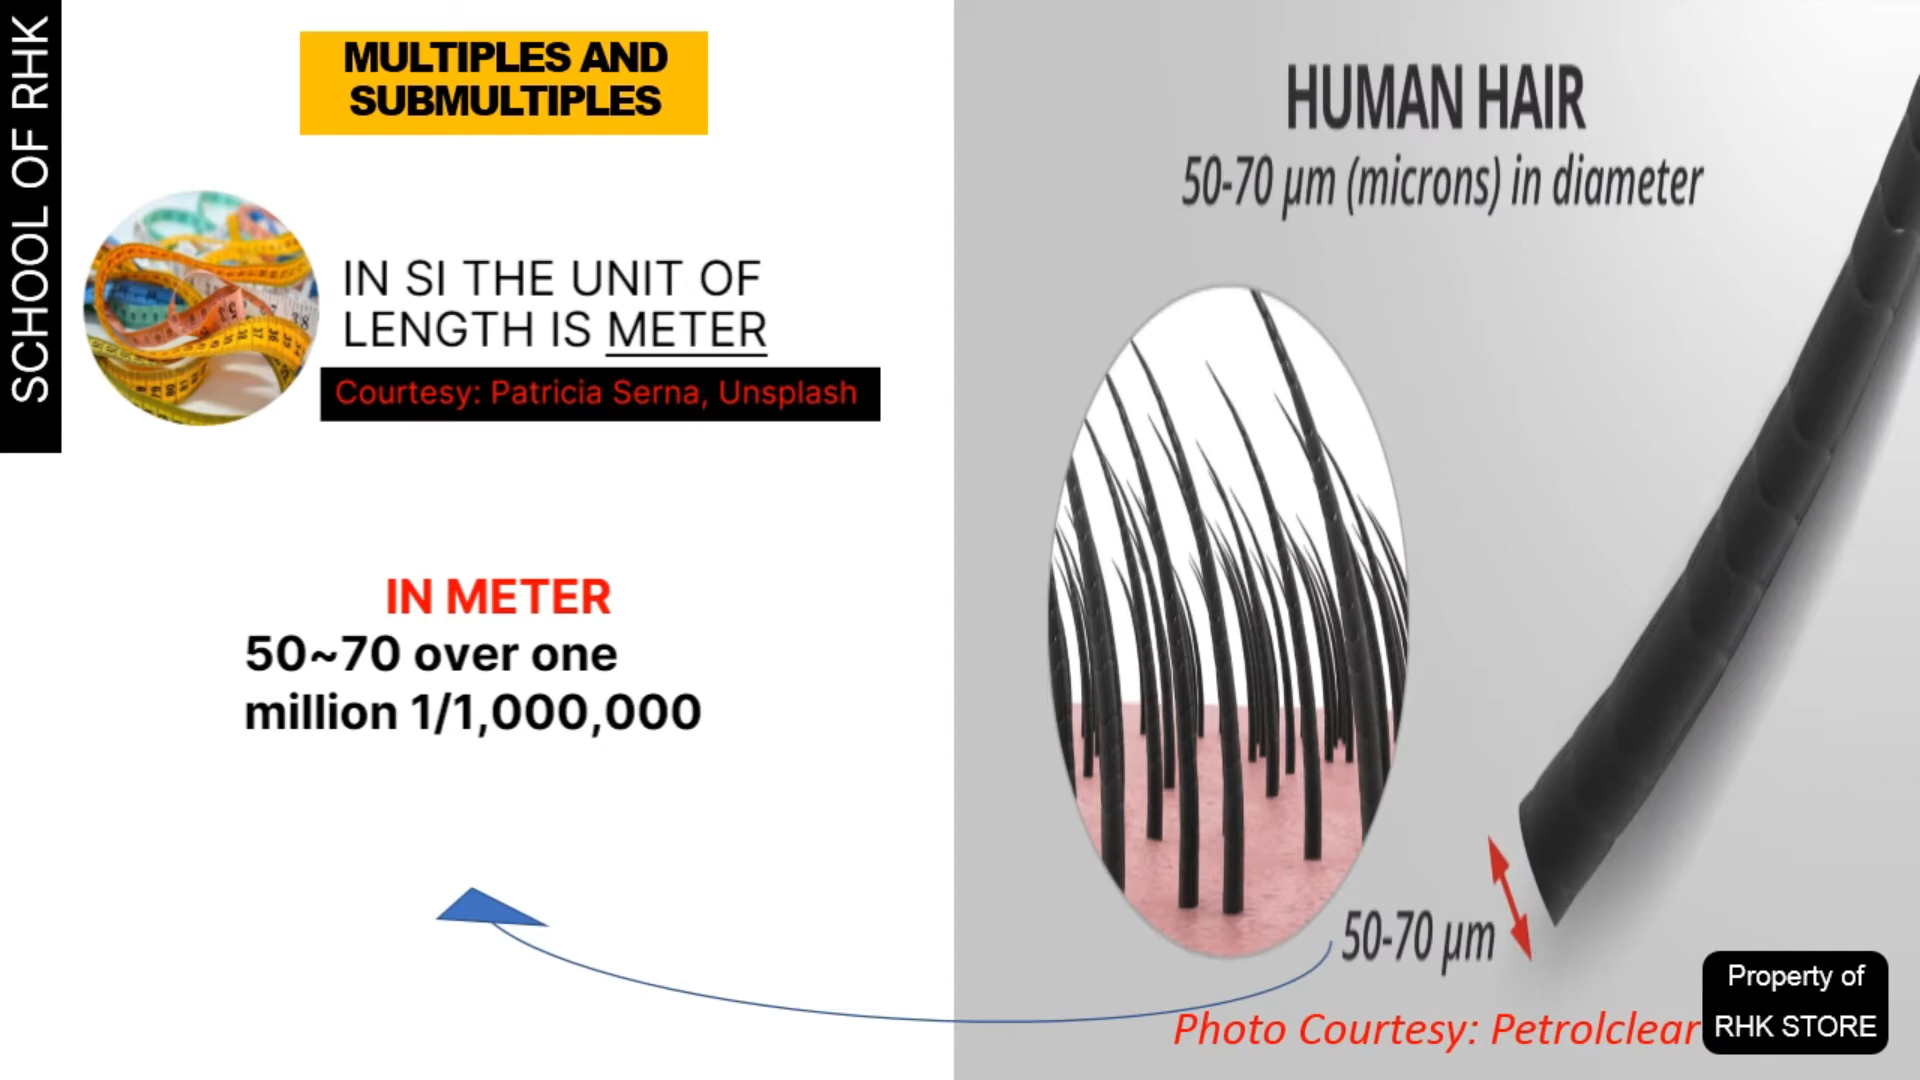 SCHOOL OF RHK
MULTIPLES AND
SUBMULTIPLES
IN SI THE UNIT OF
LENGTH IS METER
Courtesy: Patricia Serna, Unsplash
IN METER
50~70 over one
million 1/1,000,000
HUMAN HAIR
50-70 µm (microns) in diameter
50-70 µm
Photo Courtesy: Petrolclear
Property of
RHK STORE